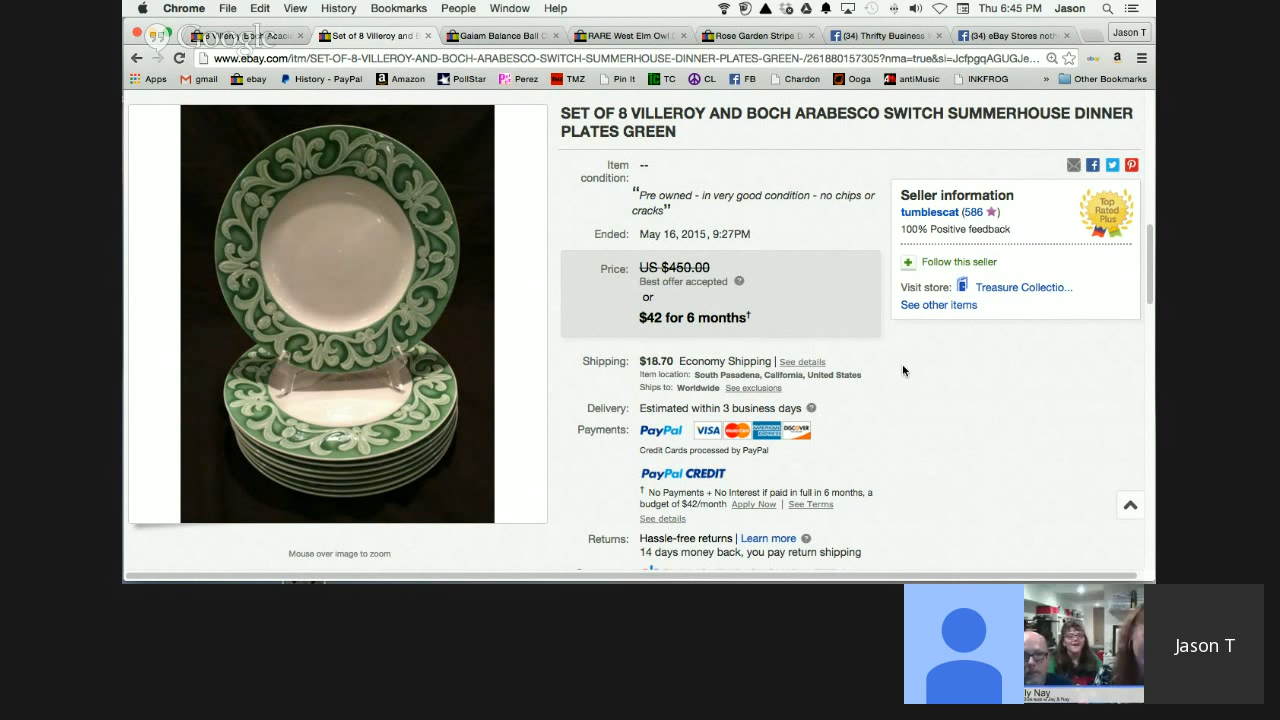 Chrome File Edit View History Bookmarks People Window Help
Thu 6:45 PM Jason
Google
Set of 8 Villeroy and B
Gaiam Balance Ball C
RARE West Elm Owl
Rose Garden Stripe D
(34) Thrifty Business
(34) eBay Stores noth
Jason T
www.ebay.com/itm/SET-OF-8-VILLEROY-AND-BOCH-ARABESCO-SWITCH-SUMMERHOUSE-DINNER-PLATES-GREEN-/261880157305?nma=true&si=JcfpgqAGUGJe...
Apps gmail ebay History - PayPal Amazon PollStar Perez TMZ Pin It TC CL FB Chardon Ooga antiMusic INKFROG » Other Bookmarks
SET OF 8 VILLEROY AND BOCH ARABESCO SWITCH SUMMERHOUSE DINNER
PLATES GREEN
Item condition: --
"Pre owned - in very good condition - no chips or
cracks"
Ended: May 16, 2015, 9:27PM
Price: US $450.00
Best offer accepted
or
$42 for 6 months†
Shipping: $18.70 Economy Shipping | See details
Item location: South Pasadena, California, United States
Ships to: Worldwide See exclusions
Delivery: Estimated within 3 business days
Payments: PayPal VISA MasterCard AMERICAN EXPRESS DISCOVER
Credit Cards processed by PayPal
PayPal CREDIT
† No Payments + No Interest if paid in full in 6 months, a
budget of $42/month Apply Now | See Terms
See details
Returns: Hassle-free returns | Learn more
14 days money back, you pay return shipping
Seller information
tumblescat (586)
100% Positive feedback
Top
Rated
Plus
Follow this seller
Visit store: Treasure Collectio...
See other items
Mouse over image to zoom
ly Nay
Jason T